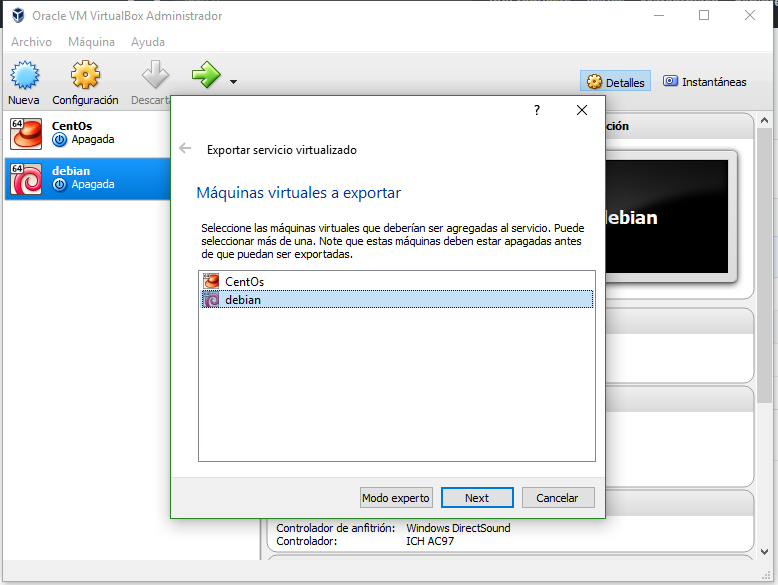 Oracle VM VirtualBox Administrador
Archivo Máquina Ayuda
Nueva Configuración Descart
Detalles Instantáneas
64 CentOs
Apagada
64 debian
Apagada
ción
ebian
?
Exportar servicio virtualizado
Máquinas virtuales a exportar
Seleccione las máquinas virtuales que deberían ser agregadas al servicio. Puede
seleccionar más de una. Note que estas máquinas deben estar apagadas antes
de que puedan ser exportadas.
CentOs
debian
Modo experto Next Cancelar
Controlador de anfitrión: Windows DirectSound
Controlador: ICH AC97